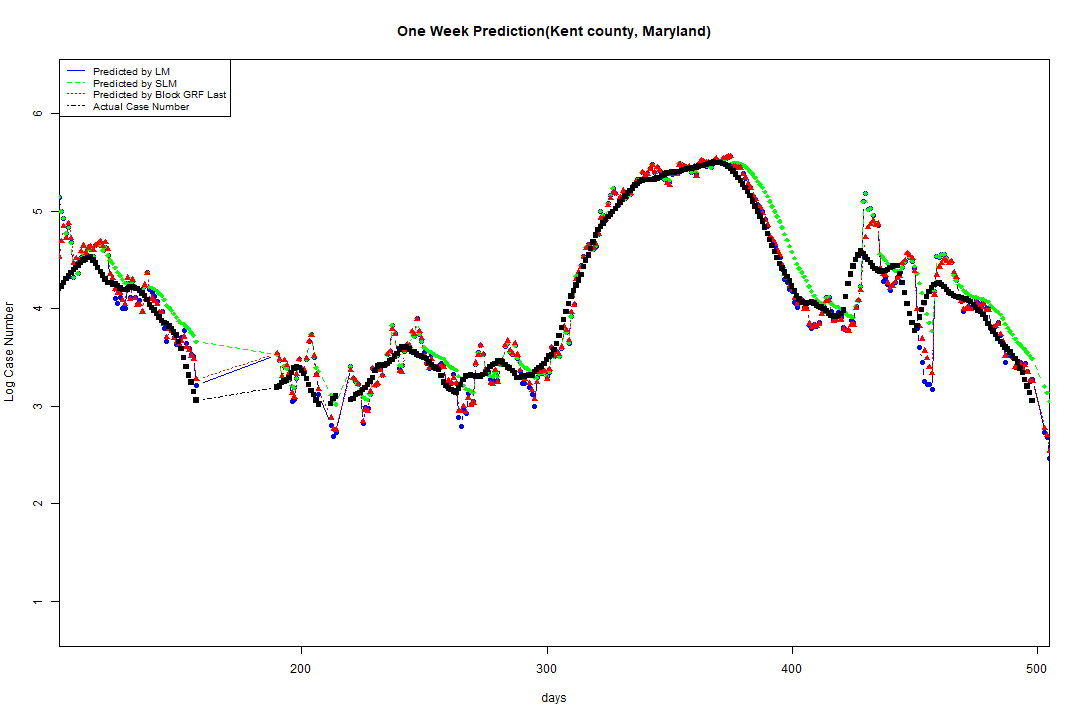 One Week Prediction(Kent county, Maryland)
Predicted by LM
Predicted by SLM
Predicted by Block GRF Last
Actual Case Number
6
5
4
3
2
1
Log Case Number
200 300 400 500
days